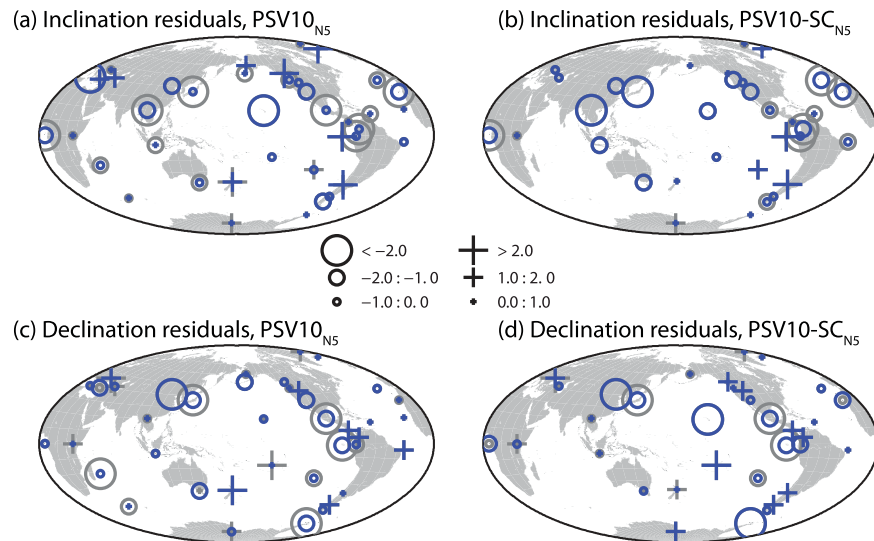 (a) Inclination residuals, PSV10N5
(b) Inclination residuals, PSV10-SCN5
< −2.0 > 2.0
−2.0 : −1.0 1.0 : 2. 0
−1.0 : 0. 0 0.0 : 1.0
(c) Declination residuals, PSV10N5
(d) Declination residuals, PSV10-SCN5